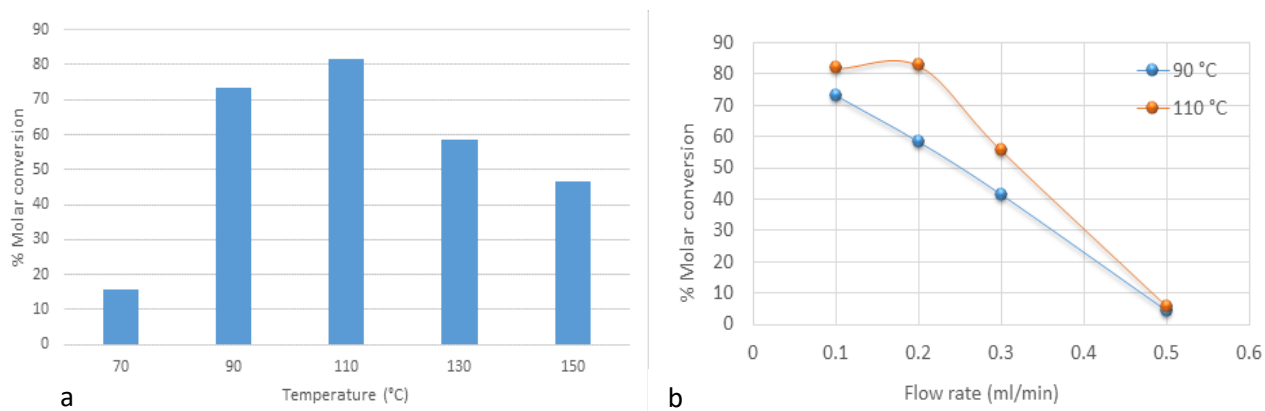 % Molar conversion
90
80
70
60
50
40
30
20
10
0
70 90 110 130 150
Temperature (°C)
a
% Molar conversion
90
80
70
60
50
40
30
20
10
0
0 0.1 0.2 0.3 0.4 0.5 0.6
Flow rate (ml/min)
90 °C
110 °C
b